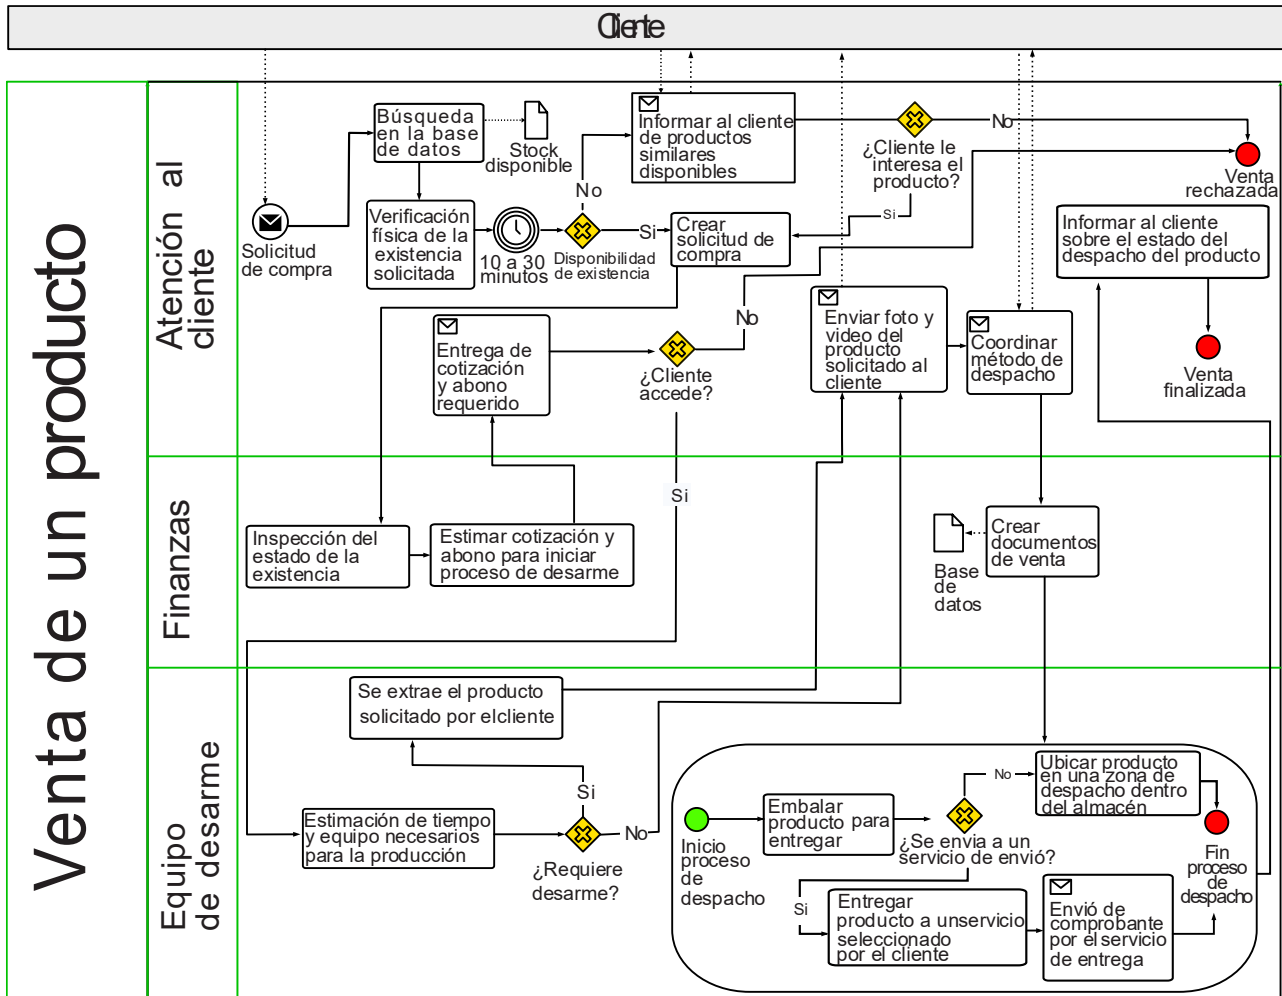 Cliente
Venta de un producto
Atención al
cliente
Búsqueda
en la base
de datos
Stock
disponible
Informar al cliente
de productos
similares
disponibles
¿Cliente le
interesa el
producto?
No
Venta
rechazada
Solicitud
de compra
Verificación
física de la
existencia
solicitada
10 a 30
minutos
No
Si
Disponibilidad
de existencia
Crear
solicitud de
compra
Si
Informar al cliente
sobre el estado del
despacho del producto
Venta
finalizada
Entrega de
cotización
y abono
requerido
¿Cliente
accede?
No
Si
Enviar foto y
video del
producto
solicitado al
cliente
Coordinar
método de
despacho
Finanzas
Inspección del
estado de la
existencia
Estimar cotización y
abono para iniciar
proceso de desarme
Base
de
datos
Crear
documentos
de venta
Equipo
de desarme
Se extrae el producto
solicitado por elcliente
Estimación de tiempo
y equipo necesarios
para la producción
Si
No
¿Requiere
desarme?
Inicio
proceso
de
despacho
Embalar
producto para
entregar
¿Se envia a un
servicio de envió?
No
Ubicar producto
en una zona de
despacho dentro
del almacén
Fin
proceso
de
despacho
Si
Entregar
producto a unservicio
seleccionado
por el cliente
Envió de
comprobante
por el servicio
de entrega